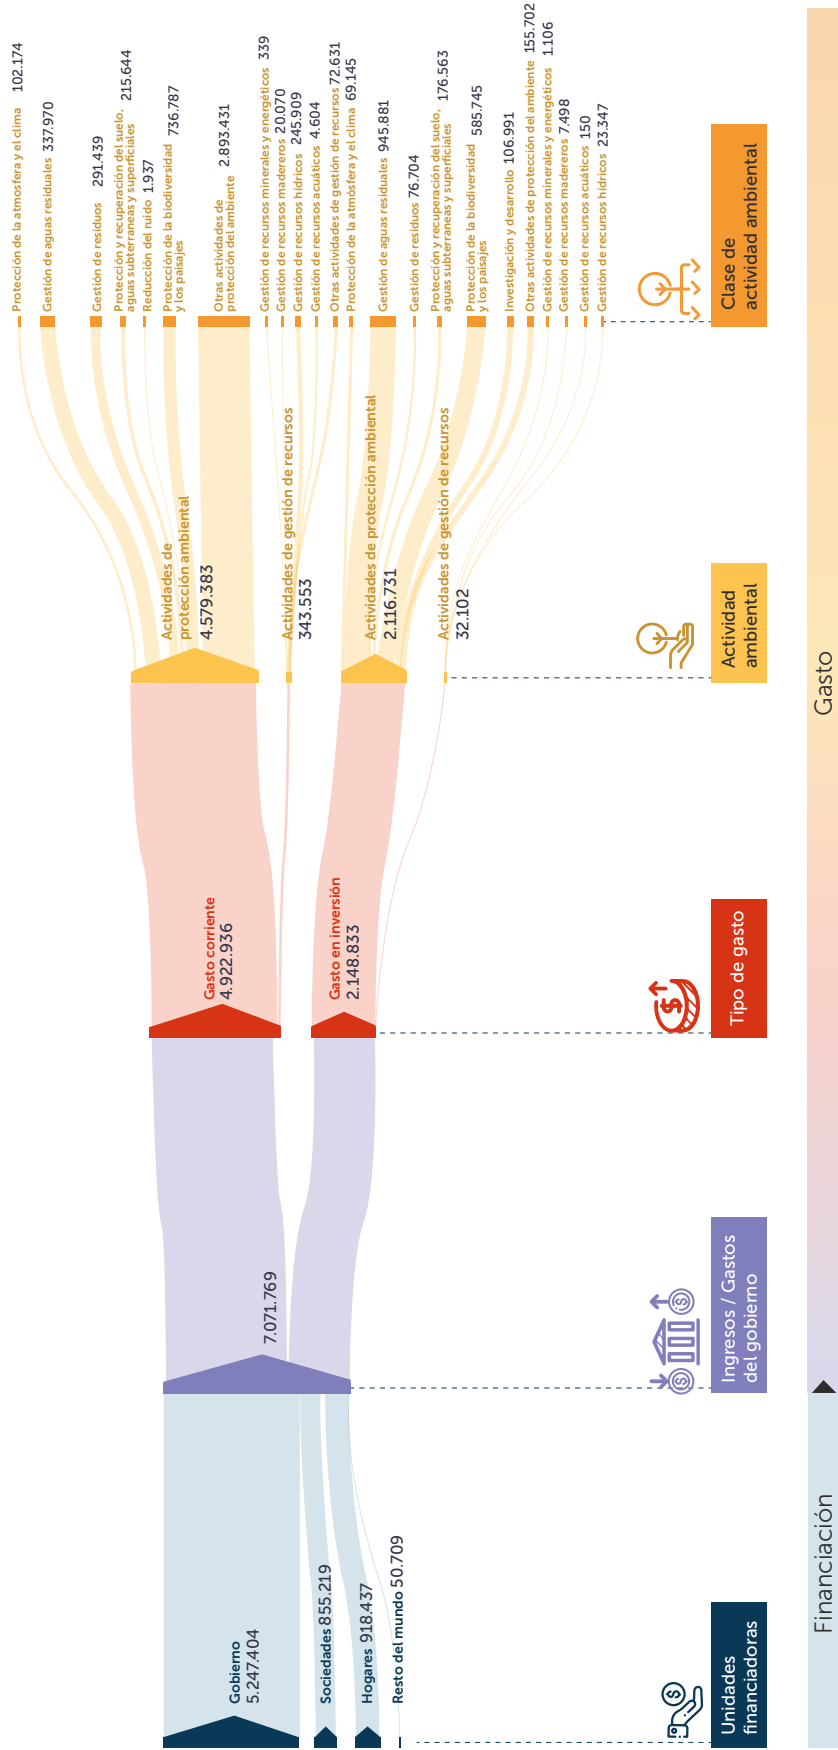 Gobierno
5.247.404
Sociedades 855.219
Hogares 918.437
Resto del mundo 50.709
7.071.769
Gasto corriente
4.922.936
Gasto en inversión
2.148.833
Actividades de
protección ambiental
4.579.383
Actividades de gestión de recursos
343.553
Actividades de protección ambiental
2.116.731
Actividades de gestión de recursos
32.102
Protección de la atmosfera y el clima 102.174
Gestión de aguas residuales 337.970
Gestión de residuos 291.439
Protección y recuperación del suelo,
aguas subterraneas y superficiales 215.644
Reducción del ruido 1.937
Protección de la biodiversidad
y los paisajes 736.787
Otras actividades de
protección del ambiente 2.893.431
Gestión de recursos minerales y energéticos 339
Gestión de recursos madereros 20.070
Gestión de recursos hídricos 245.909
Gestión de recursos acuáticos 4.604
Otras actividades de gestión de recursos 72.631
Protección de la atmosfera y el clima 69.145
Gestión de aguas residuales 945.881
Gestión de residuos 76.704
Protección y recuperación del suelo,
aguas subterraneas y superficiales 176.563
Protección de la biodiversidad
y los paisajes 585.745
Investigación y desarrollo 106.991
Otras actividades de protección del ambiente 155.702
Gestión de recursos minerales y energéticos 1.106
Gestión de recursos madereros 7.498
Gestión de recursos acuáticos 150
Gestión de recursos hídricos 23.347
Unidades
financiadoras
Ingresos / Gastos
del gobierno
Tipo de gasto
Actividad
ambiental
Clase de
actividad ambiental
Financiación
Gasto